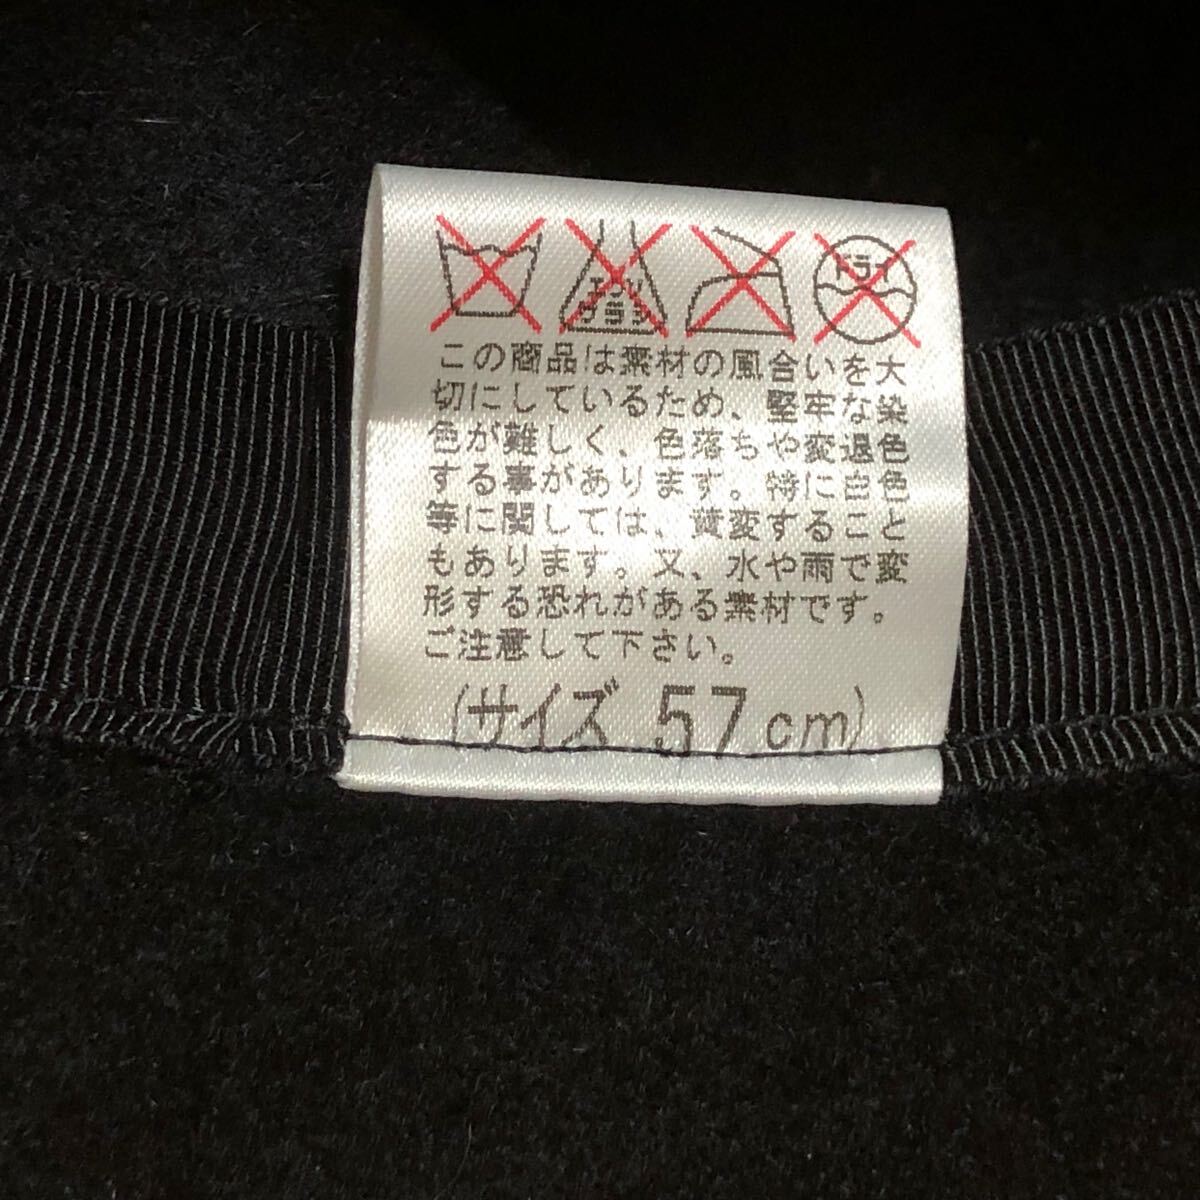 エンソ
サラシ
ドライ
この商品は素材の風合いを大
切にしているため、堅牢な染
色が難しく、色落ちや変退色
する事があります。特に白色
等に関しては、黄変すること
もあります。又、水や雨で変
形する恐れがある素材です。
ご注意して下さい。
(サイズ 57cm)